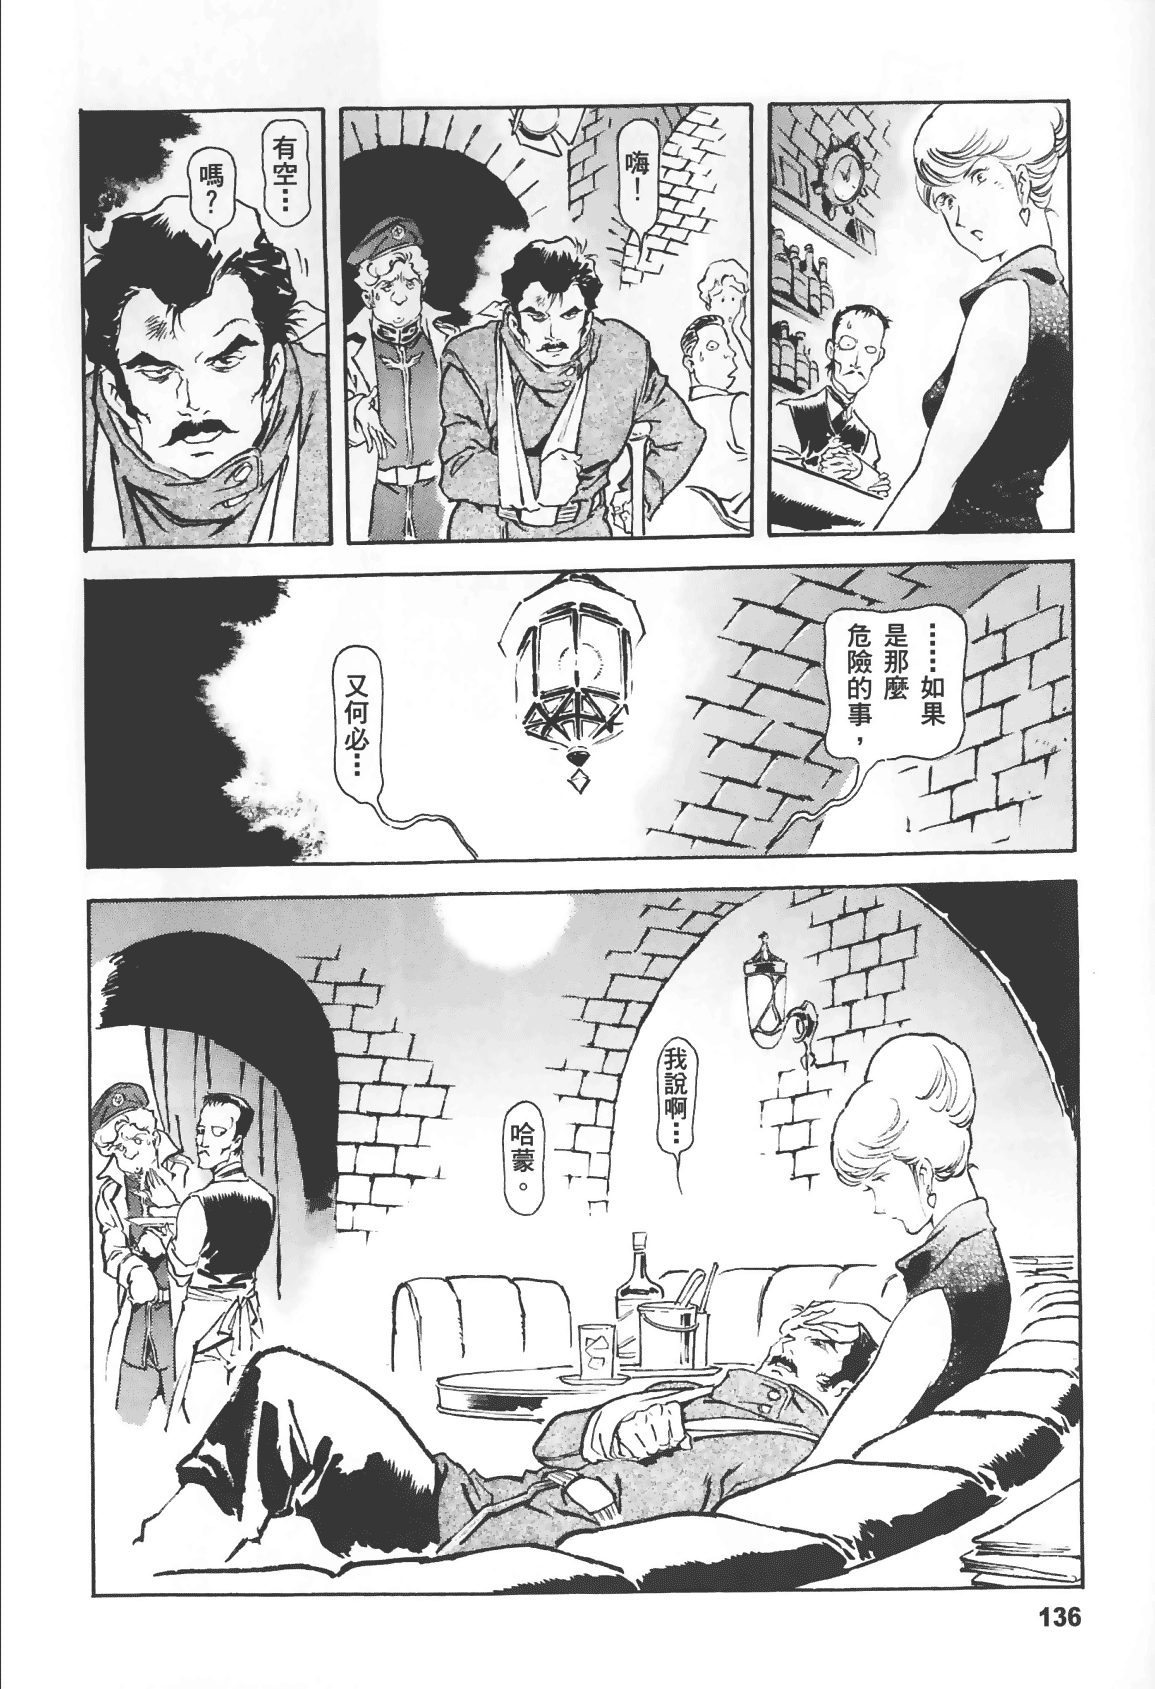 嗨！
有空…
嗎？
……如果
是那麼
危險的事，
又何必…
我說啊…
哈蒙。
136